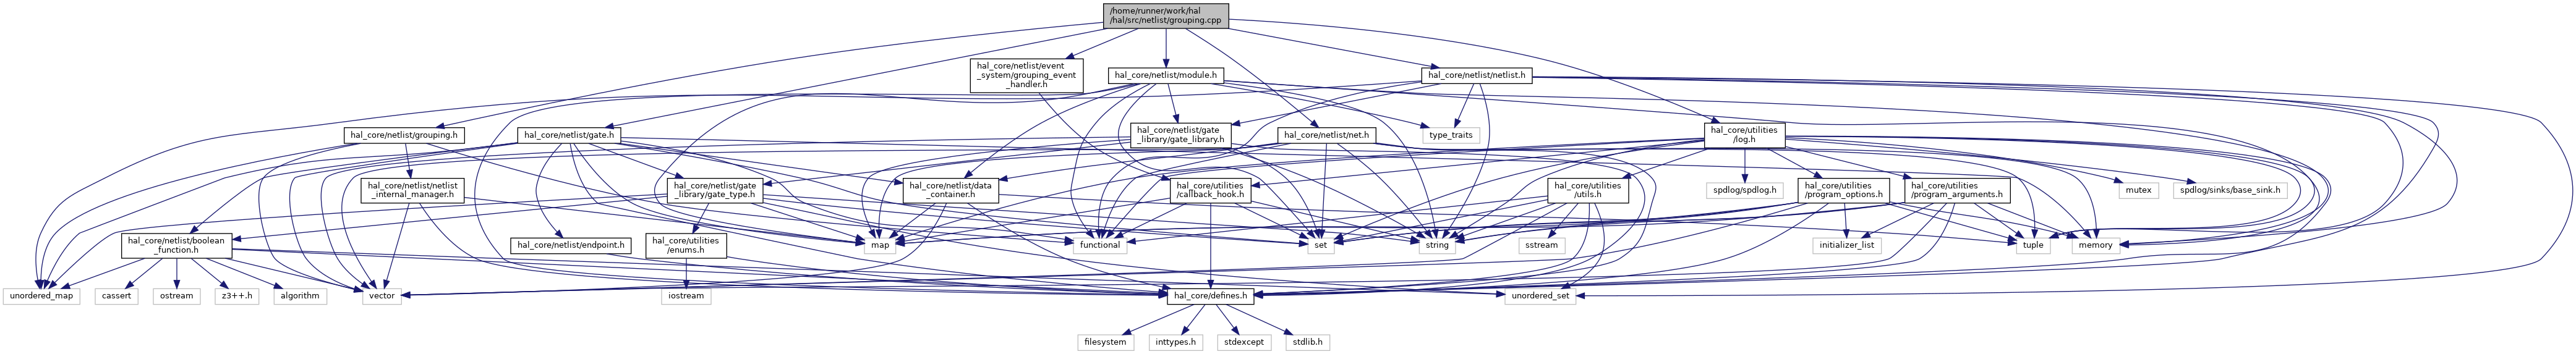 /home/runner/work/hal
/hal/src/netlist/grouping.cpp
hal_core/netlist/event
_system/grouping_event
_handler.h
hal_core/netlist/module.h
hal_core/netlist/netlist.h
hal_core/netlist/grouping.h
hal_core/netlist/gate.h
hal_core/netlist/gate
_library/gate_library.h
hal_core/netlist/net.h
type_traits
hal_core/utilities
/log.h
hal_core/netlist/netlist
_internal_manager.h
hal_core/netlist/gate
_library/gate_type.h
hal_core/netlist/data
_container.h
hal_core/utilities
/callback_hook.h
hal_core/utilities
/utils.h
spdlog/spdlog.h
hal_core/utilities
/program_options.h
hal_core/utilities
/program_arguments.h
mutex
spdlog/sinks/base_sink.h
hal_core/netlist/boolean
_function.h
hal_core/netlist/endpoint.h
hal_core/utilities
/enums.h
map
functional
set
string
sstream
initializer_list
tuple
memory
unordered_map
cassert
ostream
z3++.h
algorithm
vector
iostream
hal_core/defines.h
unordered_set
filesystem
inttypes.h
stdexcept
stdlib.h